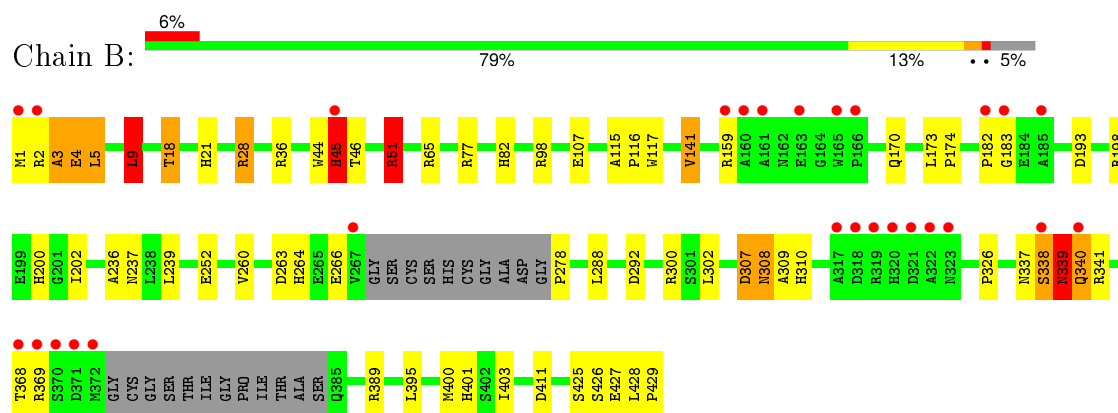 6%
Chain B:
79% 13% • • 5%
M1 R2 A3 E4 L5 L9 T18 H21 R28 R36 W44 H45 T46 R51 R65 R77 H82 R98 E107 A115 P116 W117 V141 R159 A160 A161 N162 E163 G164 W165 P166 Q170 L173 P174 P182 G183 E184 A185 D193
E199 H200 G201 I202 A236 N237 L238 L239 E252 V260 D263 H264 E265 E266 V267 GLY SER CYS SER HIS CYS GLY ALA ASP GLY P278 L288 D292 R300 S301 L302 D307 N308 A309 H310 A317 D318 R319 H320 D321 A322 N323 P326 N337 S338 N339 Q340 R341
T368 R369 S370 D371 M372 GLY CYS GLY SER THR ILE GLY PRO ILE THR ALA SER Q385 R389 L395 M400 H401 S402 I403 D411 S425 S426 E427 L428 P429